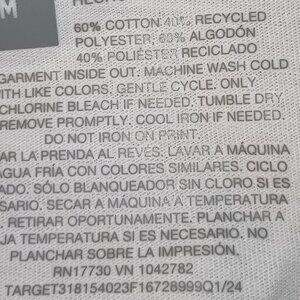 M
HECHO
60% COTTON 40% RECYCLED
POLYESTER. 60% ALGODÓN
40% POLIÉSTER RECICLADO
GARMENT INSIDE OUT. MACHINE WASH COLD
WITH LIKE COLORS. GENTLE CYCLE. ONLY
CHLORINE BLEACH IF NEEDED. TUMBLE DRY
REMOVE PROMPTLY. COOL IRON IF NEEDED.
DO NOT IRON ON PRINT.
AR LA PRENDA AL REVÉS. LAVAR A MÁQUINA
AGUA FRÍA CON COLORES SIMILARES. CICLO
ADO. SÓLO BLANQUEADOR SIN CLORO SI ES
SARIO. SECAR A MÁQUINA A TEMPERATURA
. RETIRAR OPORTUNAMENTE. PLANCHAR A
JA TEMPERATURA SI ES NECESARIO. NO
PLANCHAR SOBRE LA IMPRESIÓN.
RN17730 VN 1042782
TARGET318154023F16728999Q1/24